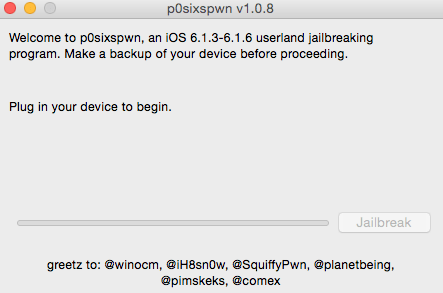 p0sixspwn v1.0.8
Welcome to p0sixspwn, an iOS 6.1.3-6.1.6 userland jailbreaking
program. Make a backup of your device before proceeding.
Plug in your device to begin.
Jailbreak
greetz to: @winocm, @iH8sn0w, @SquiffyPwn, @planetbeing,
@pimskeks, @comex